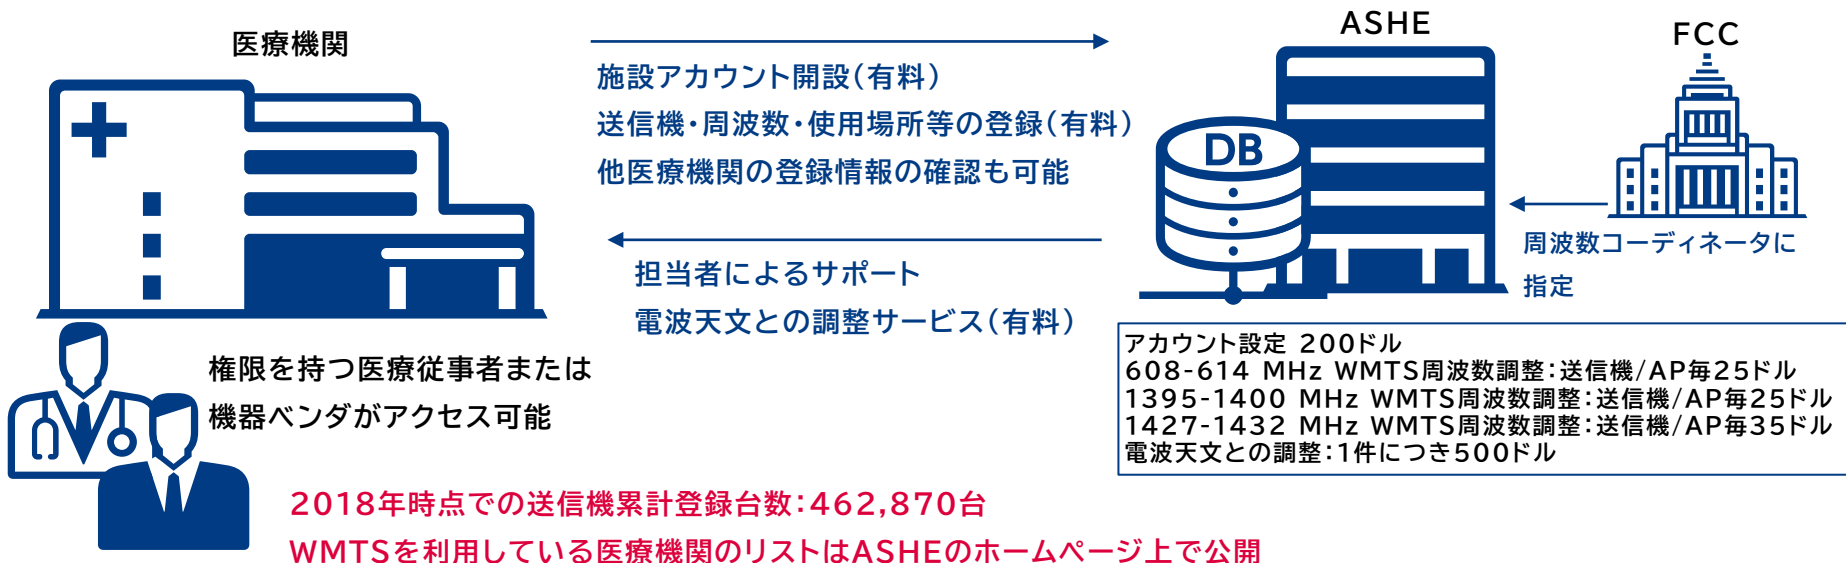 医療機関
施設アカウント開設(有料)
送信機・周波数・使用場所等の登録(有料)
他医療機関の登録情報の確認も可能
担当者によるサポート
電波天文との調整サービス(有料)
ASHE
DB
FCC
周波数コーディネータに
指定
権限を持つ医療従事者または
機器ベンダがアクセス可能
アカウント設定 200ドル
608-614 MHz WMTS周波数調整:送信機/AP毎25ドル
1395-1400 MHz WMTS周波数調整:送信機/AP毎25ドル
1427-1432 MHz WMTS周波数調整:送信機/AP毎35ドル
電波天文との調整:1件につき500ドル
2018年時点での送信機累計登録台数:462,870台
WMTSを利用している医療機関のリストはASHEのホームページ上で公開